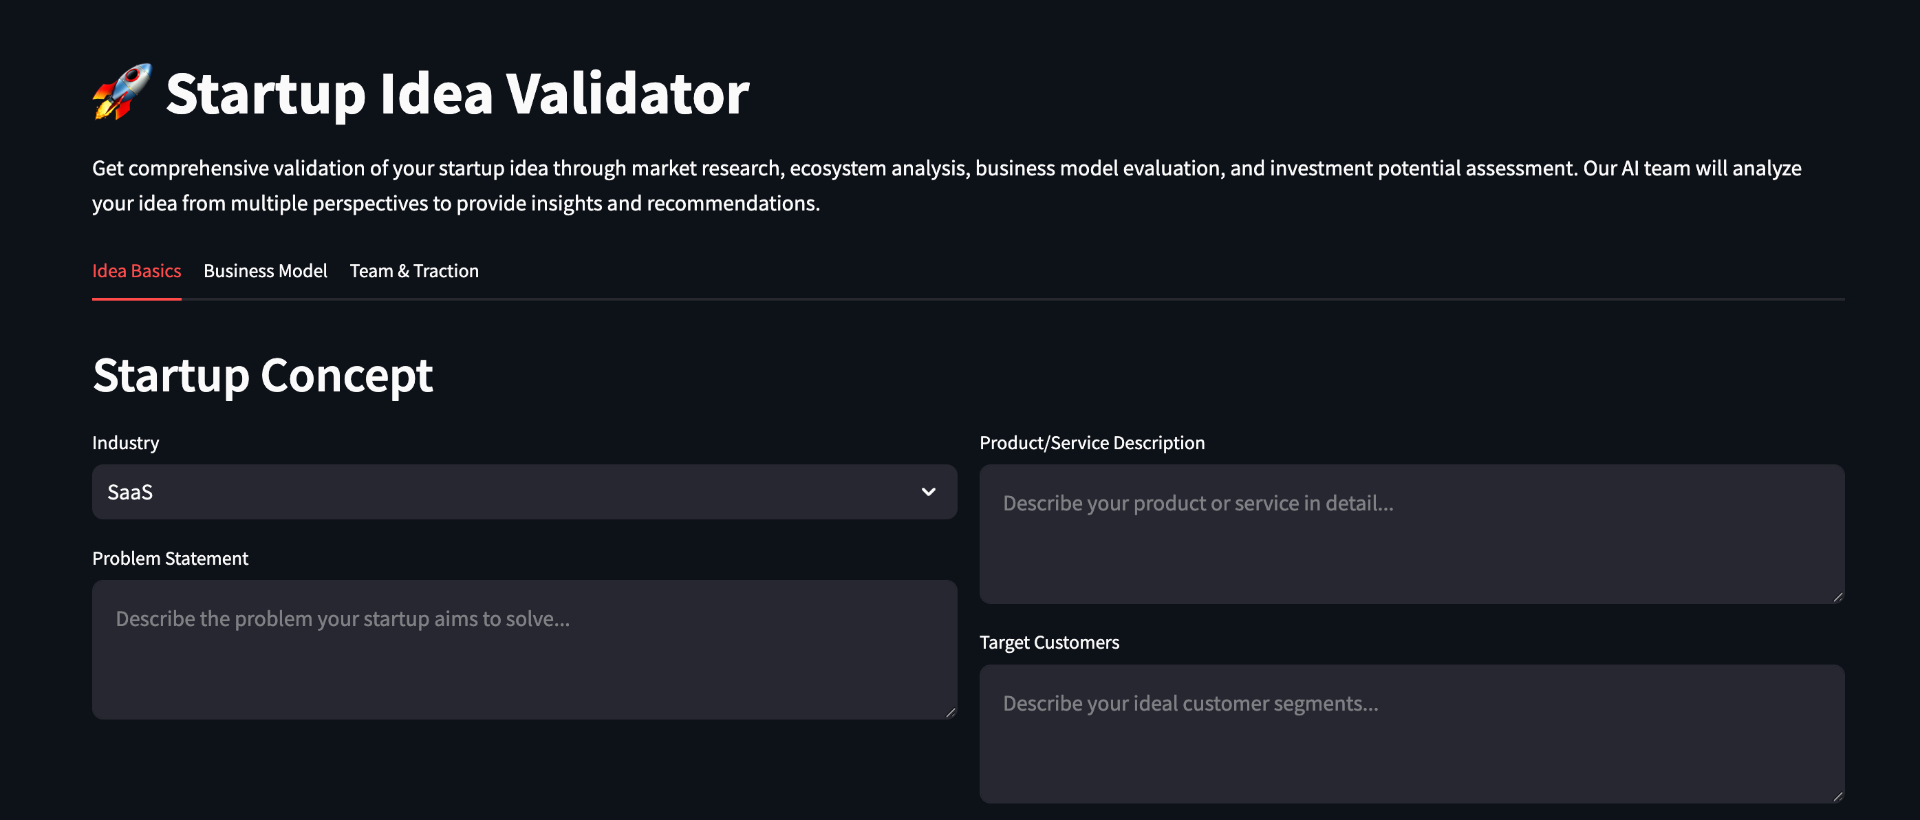 🚀 Startup Idea Validator
Get comprehensive validation of your startup idea through market research, ecosystem analysis, business model evaluation, and investment potential assessment. Our AI team will analyze
your idea from multiple perspectives to provide insights and recommendations.
Idea Basics Business Model Team & Traction
Startup Concept
Industry
SaaS
Problem Statement
Describe the problem your startup aims to solve...
Product/Service Description
Describe your product or service in detail...
Target Customers
Describe your ideal customer segments...